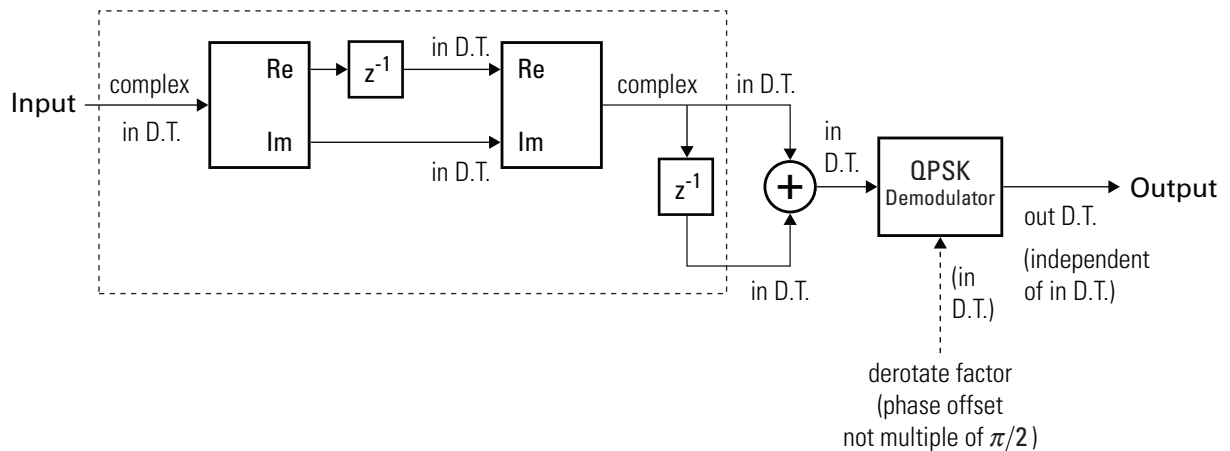 Input
complex
in D.T.
Re
Im
z-1
in D.T.
in D.T.
Re
Im
complex
z-1
in D.T.
in D.T.
+
in
D.T.
QPSK
Demodulator
Output
out D.T.
(independent
of in D.T.)
(in
D.T.)
derotate factor
(phase offset
not multiple of π/2 )